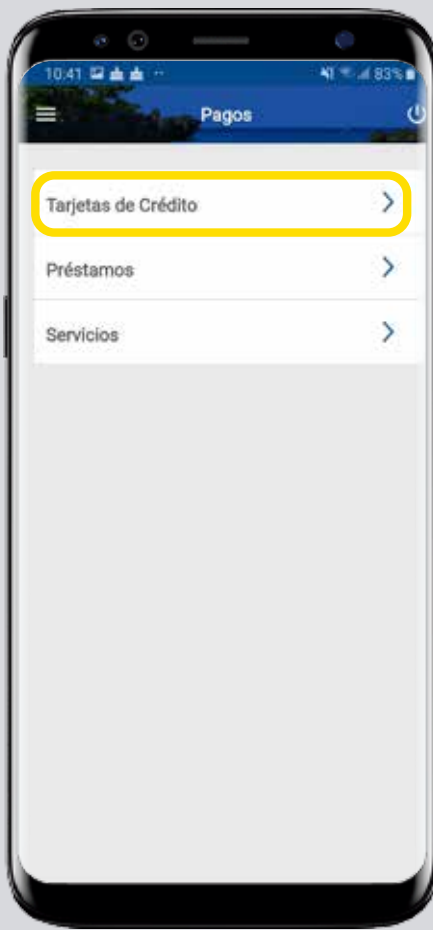 10:41 83%
Pagos
Tarjetas de Crédito
Préstamos
Servicios